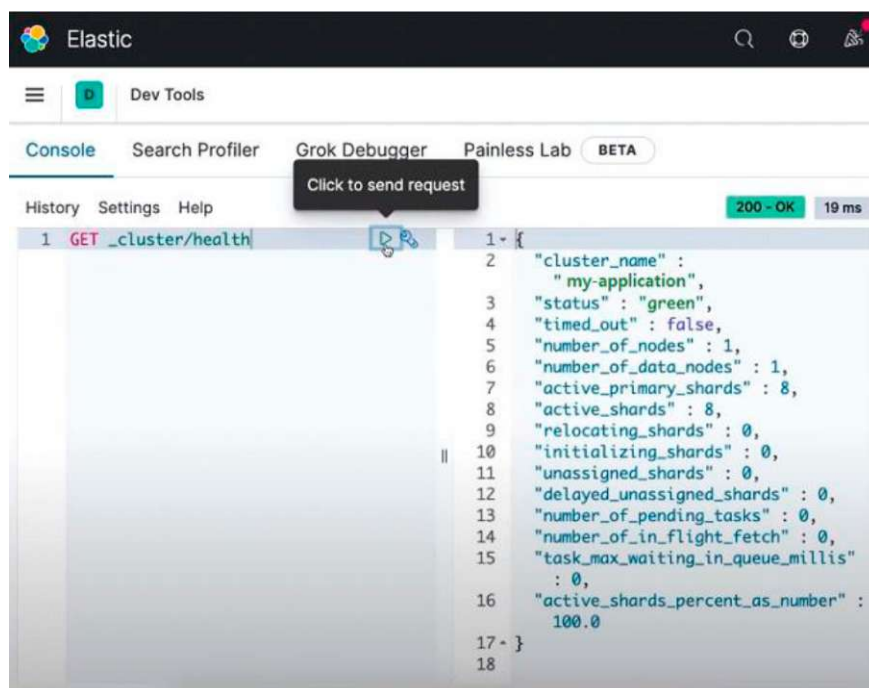 Elastic
D Dev Tools
Console Search Profiler Grok Debugger Painless Lab BETA
Click to send request
History Settings Help 200 - OK 19 ms
1 GET _cluster/health
1 {
2 "cluster_name" :
" my-application",
3 "status" : "green",
4 "timed_out" : false,
5 "number_of_nodes" : 1,
6 "number_of_data_nodes" : 1,
7 "active_primary_shards" : 8,
8 "active_shards" : 8,
9 "relocating_shards" : 0,
10 "initializing_shards" : 0,
11 "unassigned_shards" : 0,
12 "delayed_unassigned_shards" : 0,
13 "number_of_pending_tasks" : 0,
14 "number_of_in_flight_fetch" : 0,
15 "task_max_waiting_in_queue_millis"
: 0,
16 "active_shards_percent_as_number" :
100.0
17 }
18